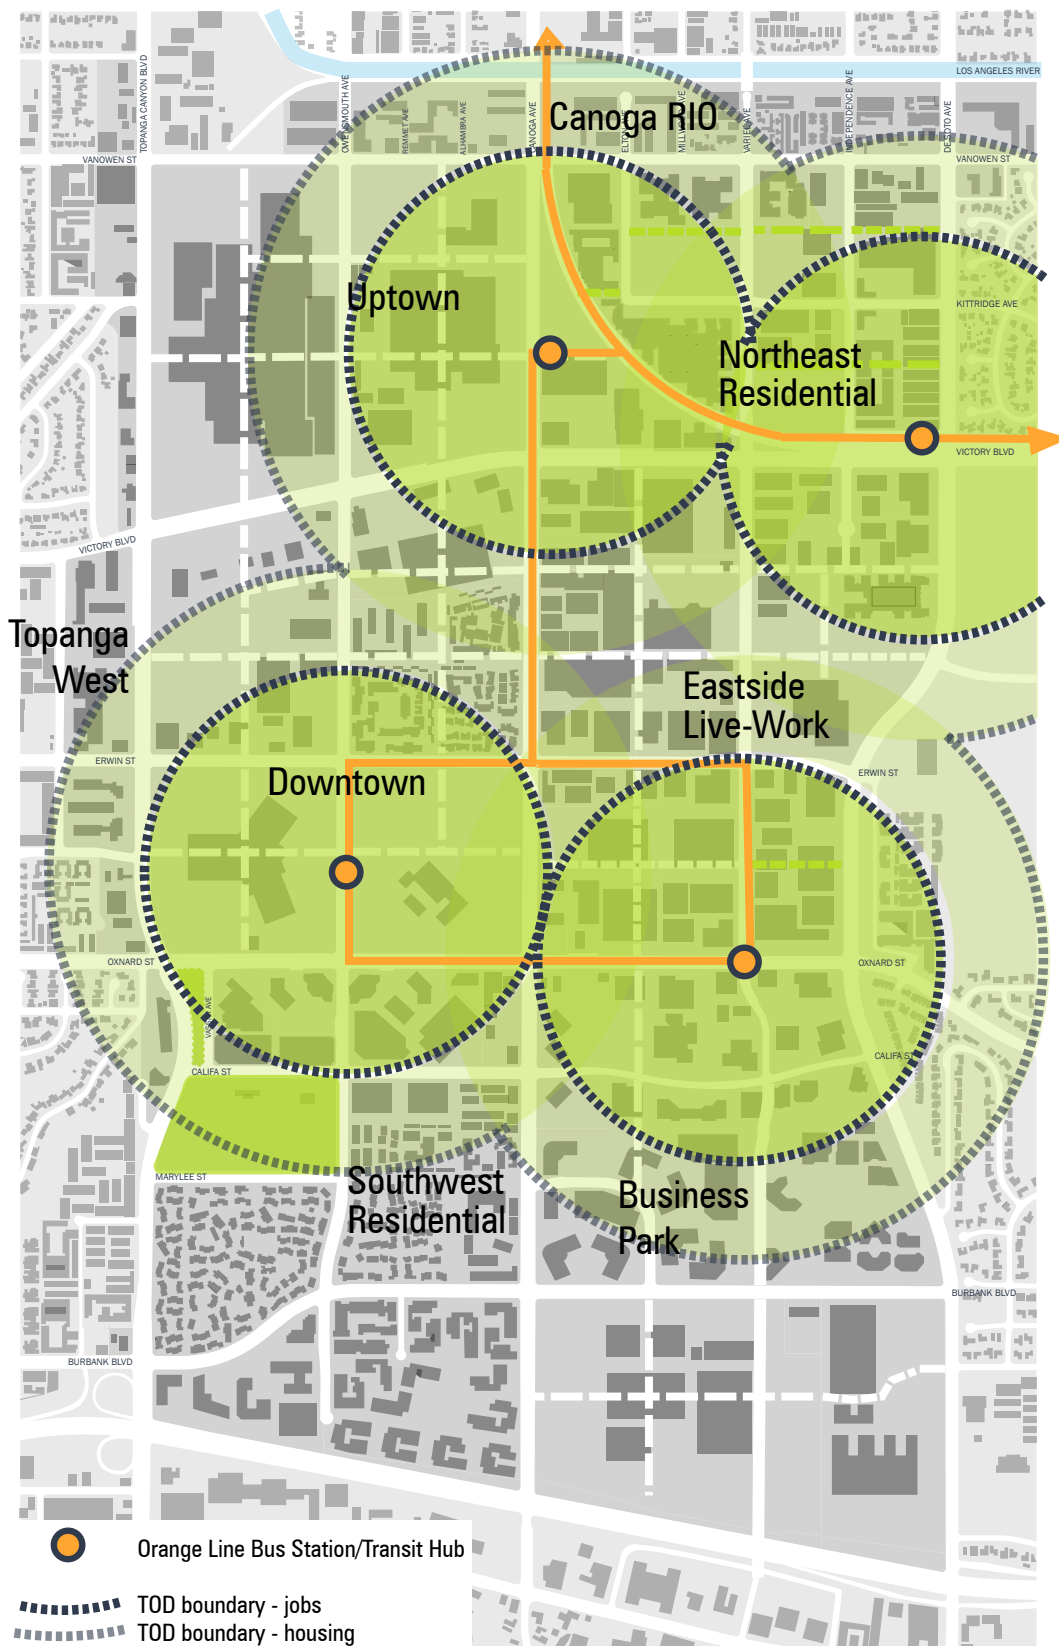 LOS ANGELES RIVER
TOPANGA CANYON BLVD
OWENSMOUTH AVE
REMMET AVE
ALHAMBRA AVE
CANOGA AVE
VARIEL AVE
INDEPENDENCE AVE
DE SOTO AVE
Canoga RIO
VANOWEN ST
VANOWEN ST
Uptown
KITTRIDGE AVE
Northeast
Residential
VICTORY BLVD
VICTORY BLVD
Topanga
West
Eastside
Live-Work
ERWIN ST
ERWIN ST
Downtown
OXNARD ST
OXNARD ST
CALIFA ST
CALIFA ST
MARYLEE ST
Southwest
Residential
Business
Park
BURBANK BLVD
BURBANK BLVD
Orange Line Bus Station/Transit Hub
TOD boundary - jobs
TOD boundary - housing